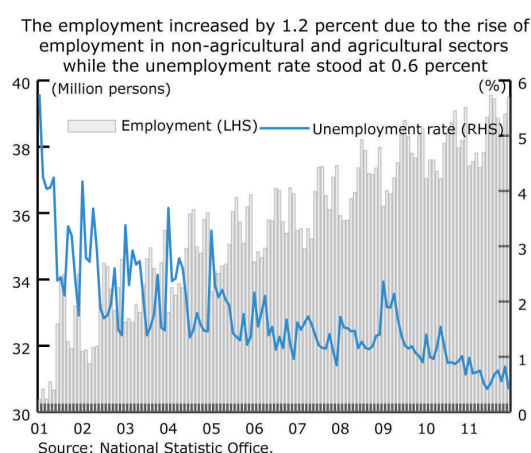 The employment increased by 1.2 percent due to the rise of
employment in non-agricultural and agricultural sectors
while the unemployment rate stood at 0.6 percent
(Million persons)
(%)
Employment (LHS)
Unemployment rate (RHS)
40
38
36
34
32
30
6
5
4
3
2
1
0
01 02 03 04 05 06 07 08 09 10 11
Source: National Statistic Office.